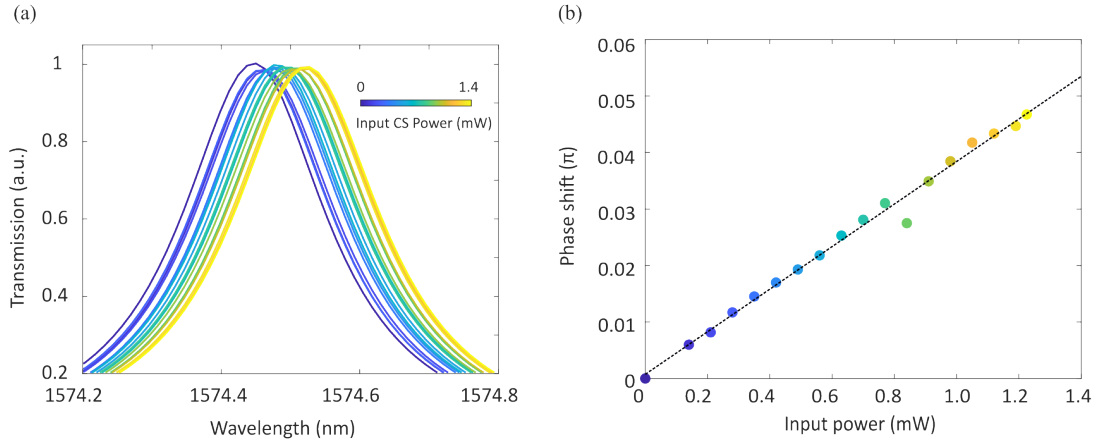 (a)
1
0.8
0.6
0.4
0.2
Transmission (a.u.)
0 1.4
Input CS Power (mW)
1574.2 1574.4 1574.6 1574.8
Wavelength (nm)
(b)
0.06
0.05
0.04
0.03
0.02
0.01
0
Phase shift (π)
0 0.2 0.4 0.6 0.8 1.0 1.2 1.4
Input power (mW)